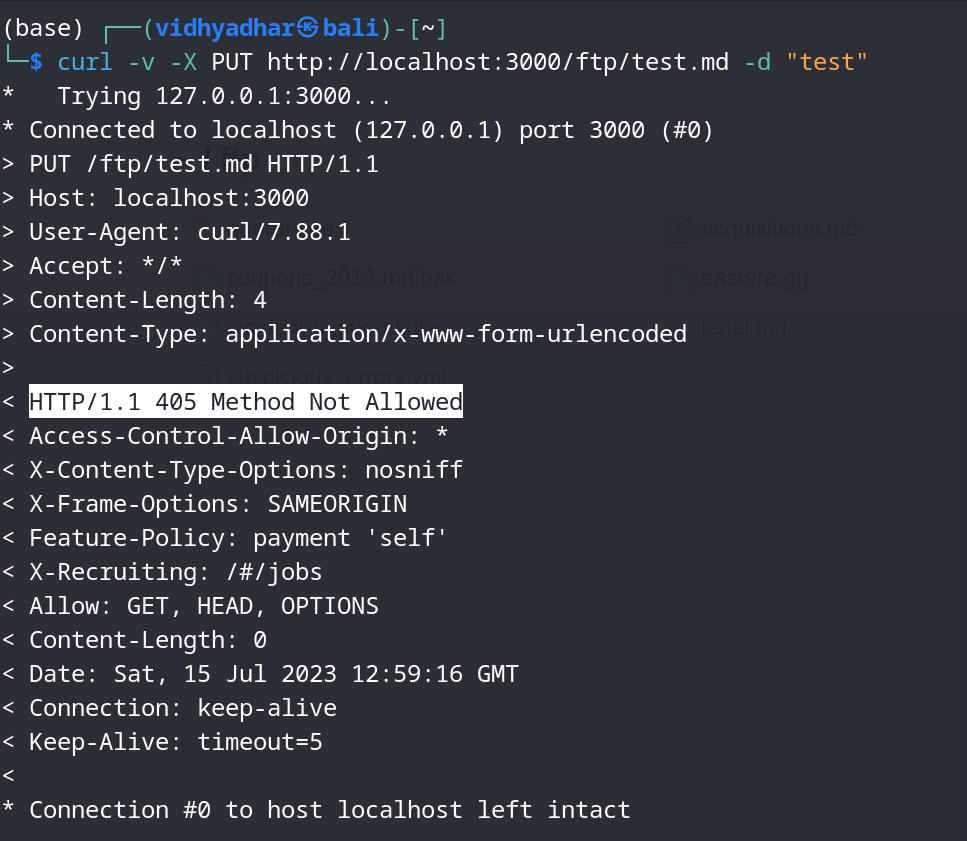 (base) ┌──(vidhyadhar㉿bali)-[~]
└─$ curl -v -X PUT http://localhost:3000/ftp/test.md -d "test"
*   Trying 127.0.0.1:3000...
* Connected to localhost (127.0.0.1) port 3000 (#0)
> PUT /ftp/test.md HTTP/1.1
> Host: localhost:3000
> User-Agent: curl/7.88.1
acquisitions.md
> Accept: */*
coupons_2013.md.bak eastere.gg
> Content-Length: 4
> Content-Type: application/x-www-form-urlencoded
legal.md
>
suspicious_errors.yml
< HTTP/1.1 405 Method Not Allowed
< Access-Control-Allow-Origin: *
< X-Content-Type-Options: nosniff
< X-Frame-Options: SAMEORIGIN
< Feature-Policy: payment 'self'
< X-Recruiting: /#/jobs
< Allow: GET, HEAD, OPTIONS
< Content-Length: 0
< Date: Sat, 15 Jul 2023 12:59:16 GMT
< Connection: keep-alive
< Keep-Alive: timeout=5
<
* Connection #0 to host localhost left intact